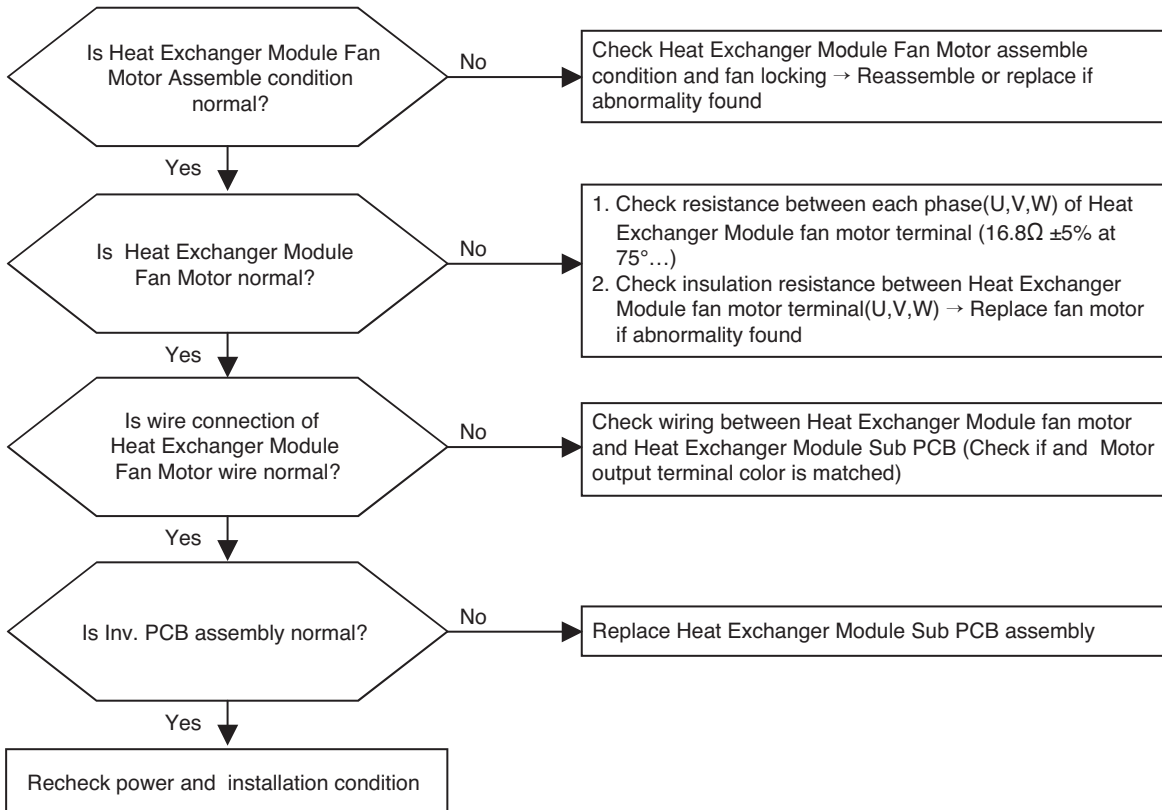 Is Heat Exchanger Module Fan
Motor Assemble condition
normal?
No
Check Heat Exchanger Module Fan Motor assemble
condition and fan locking → Reassemble or replace if
abnormality found
Yes
Is Heat Exchanger Module
Fan Motor normal?
No
1. Check resistance between each phase(U,V,W) of Heat
Exchanger Module fan motor terminal (16.8Ω ±5% at
75°…)
2. Check insulation resistance between Heat Exchanger
Module fan motor terminal(U,V,W) → Replace fan motor
if abnormality found
Yes
Is wire connection of
Heat Exchanger Module
Fan Motor wire normal?
No
Check wiring between Heat Exchanger Module fan motor
and Heat Exchanger Module Sub PCB (Check if and Motor
output terminal color is matched)
Yes
Is Inv. PCB assembly normal?
No
Replace Heat Exchanger Module Sub PCB assembly
Yes
Recheck power and installation condition